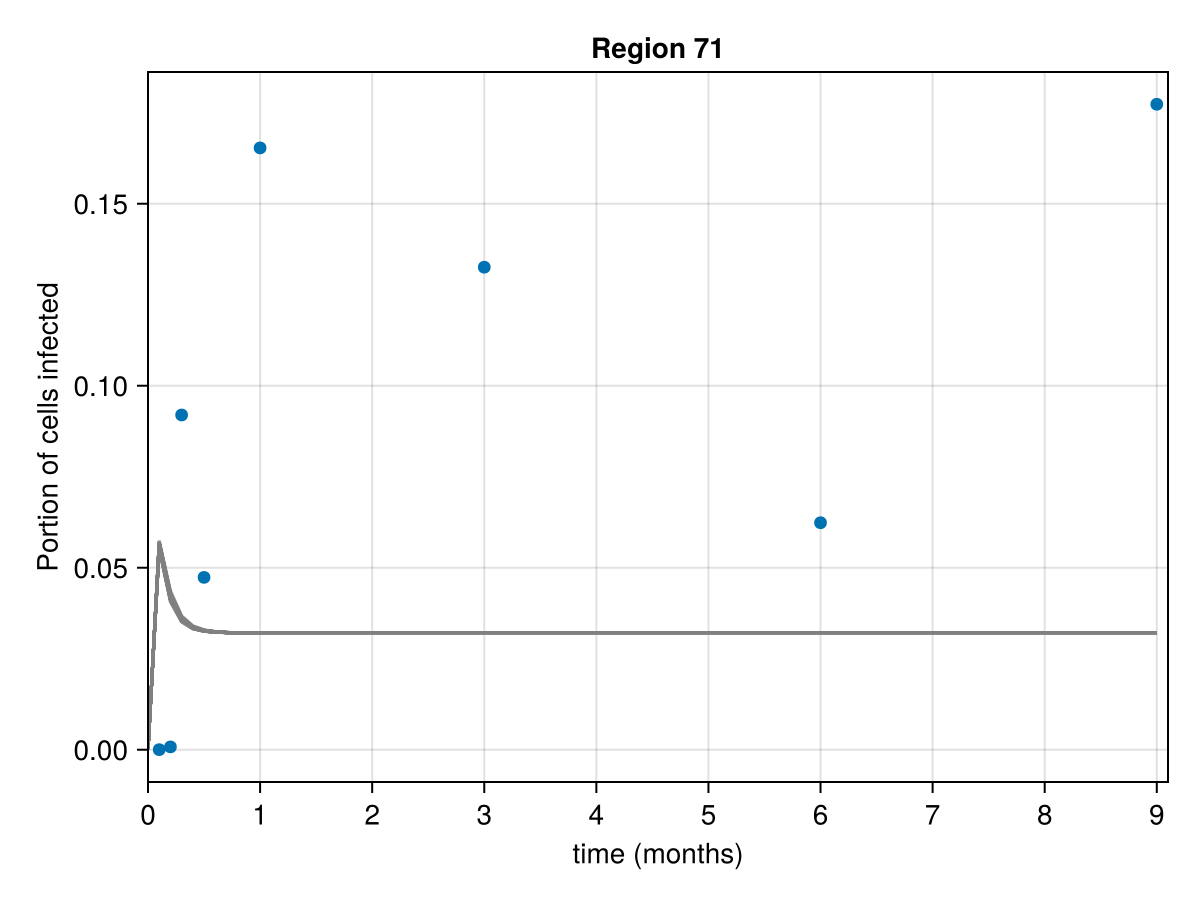 Region 71
Portion of cells infected
0.15
0.10
0.05
0.00
0 1 2 3 4 5 6 7 8 9
time (months)